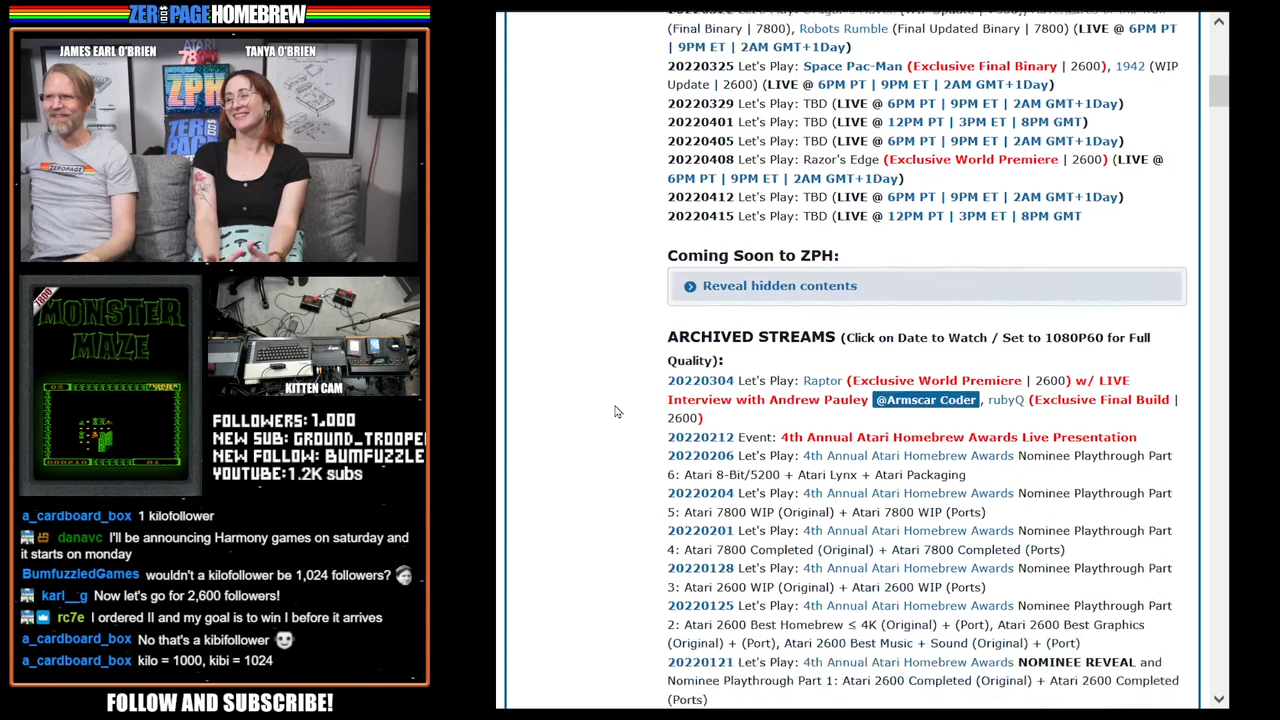 ZEROPAGE HOMEBREW
JAMES EARL O'BRIEN
TANYA O'BRIEN
ATARI
7800
ZPH
ZERO
PAGE
ZEROPAGE
7800
MONSTER
MAZE
KITTEN CAM
FOLLOWERS: 1,000
NEW SUB: GROUND_TROOPER
NEW FOLLOW: BUMFUZZLE
YOUTUBE: 1.2K subs
a_cardboard_box 1 kilofollower
danavc I'll be announcing Harmony games on saturday and
it starts on monday
BumfuzzledGames wouldn't a kilofollower be 1,024 followers?
karl__g Now let's go for 2,600 followers!
rc7e I ordered II and my goal is to win I before it arrives
a_cardboard_box No that's a kibifollower
a_cardboard_box kilo = 1000, kibi = 1024
FOLLOW AND SUBSCRIBE!
(Final Binary | 7800), Robots Rumble (Final Updated Binary | 7800) (LIVE @ 6PM PT
| 9PM ET | 2AM GMT+1Day)
20220325 Let's Play: Space Pac-Man (Exclusive Final Binary | 2600), 1942 (WIP
Update | 2600) (LIVE @ 6PM PT | 9PM ET | 2AM GMT+1Day)
20220329 Let's Play: TBD (LIVE @ 6PM PT | 9PM ET | 2AM GMT+1Day)
20220401 Let's Play: TBD (LIVE @ 12PM PT | 3PM ET | 8PM GMT)
20220405 Let's Play: TBD (LIVE @ 6PM PT | 9PM ET | 2AM GMT+1Day)
20220408 Let's Play: Razor's Edge (Exclusive World Premiere | 2600) (LIVE @
6PM PT | 9PM ET | 2AM GMT+1Day)
20220412 Let's Play: TBD (LIVE @ 6PM PT | 9PM ET | 2AM GMT+1Day)
20220415 Let's Play: TBD (LIVE @ 12PM PT | 3PM ET | 8PM GMT
Coming Soon to ZPH:
Reveal hidden contents
ARCHIVED STREAMS (Click on Date to Watch / Set to 1080P60 for Full
Quality):
20220304 Let's Play: Raptor (Exclusive World Premiere | 2600) w/ LIVE
Interview with Andrew Pauley @Armscar Coder, rubyQ (Exclusive Final Build |
2600)
20220212 Event: 4th Annual Atari Homebrew Awards Live Presentation
20220206 Let's Play: 4th Annual Atari Homebrew Awards Nominee Playthrough Part
6: Atari 8-Bit/5200 + Atari Lynx + Atari Packaging
20220204 Let's Play: 4th Annual Atari Homebrew Awards Nominee Playthrough Part
5: Atari 7800 WIP (Original) + Atari 7800 WIP (Ports)
20220201 Let's Play: 4th Annual Atari Homebrew Awards Nominee Playthrough Part
4: Atari 7800 Completed (Original) + Atari 7800 Completed (Ports)
20220128 Let's Play: 4th Annual Atari Homebrew Awards Nominee Playthrough Part
3: Atari 2600 WIP (Original) + Atari 2600 WIP (Ports)
20220125 Let's Play: 4th Annual Atari Homebrew Awards Nominee Playthrough Part
2: Atari 2600 Best Homebrew ≤ 4K (Original) + (Port), Atari 2600 Best Graphics
(Original) + (Port), Atari 2600 Best Music + Sound (Original) + (Port)
20220121 Let's Play: 4th Annual Atari Homebrew Awards NOMINEE REVEAL and
Nominee Playthrough Part 1: Atari 2600 Completed (Original) + Atari 2600 Completed
(Ports)